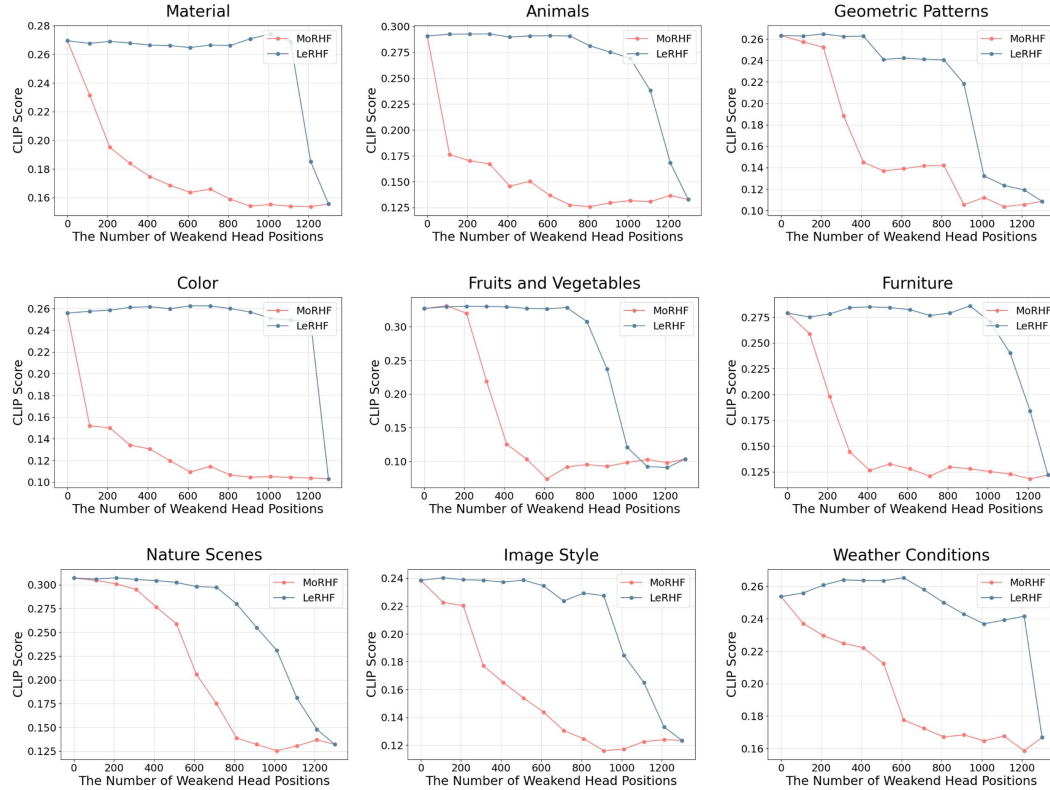 Material
CLIP Score
0.28
0.26
0.24
0.22
0.20
0.18
0.16
MoRHF
LeRHF
0 200 400 600 800 1000 1200
The Number of Weakend Head Positions
Animals
CLIP Score
0.300
0.275
0.250
0.225
0.200
0.175
0.150
0.125
MoRHF
LeRHF
0 200 400 600 800 1000 1200
The Number of Weakend Head Positions
Geometric Patterns
CLIP Score
0.26
0.24
0.22
0.20
0.18
0.16
0.14
0.12
0.10
MoRHF
LeRHF
0 200 400 600 800 1000 1200
The Number of Weakend Head Positions
Color
CLIP Score
0.26
0.24
0.22
0.20
0.18
0.16
0.14
0.12
0.10
MoRHF
LeRHF
0 200 400 600 800 1000 1200
The Number of Weakend Head Positions
Fruits and Vegetables
CLIP Score
0.30
0.25
0.20
0.15
0.10
MoRHF
LeRHF
0 200 400 600 800 1000 1200
The Number of Weakend Head Positions
Furniture
CLIP Score
0.275
0.250
0.225
0.200
0.175
0.150
0.125
MoRHF
LeRHF
0 200 400 600 800 1000 1200
The Number of Weakend Head Positions
Nature Scenes
CLIP Score
0.300
0.275
0.250
0.225
0.200
0.175
0.150
0.125
MoRHF
LeRHF
0 200 400 600 800 1000 1200
The Number of Weakend Head Positions
Image Style
CLIP Score
0.24
0.22
0.20
0.18
0.16
0.14
0.12
MoRHF
LeRHF
0 200 400 600 800 1000 1200
The Number of Weakend Head Positions
Weather Conditions
CLIP Score
0.26
0.24
0.22
0.20
0.18
0.16
MoRHF
LeRHF
0 200 400 600 800 1000 1200
The Number of Weakend Head Positions